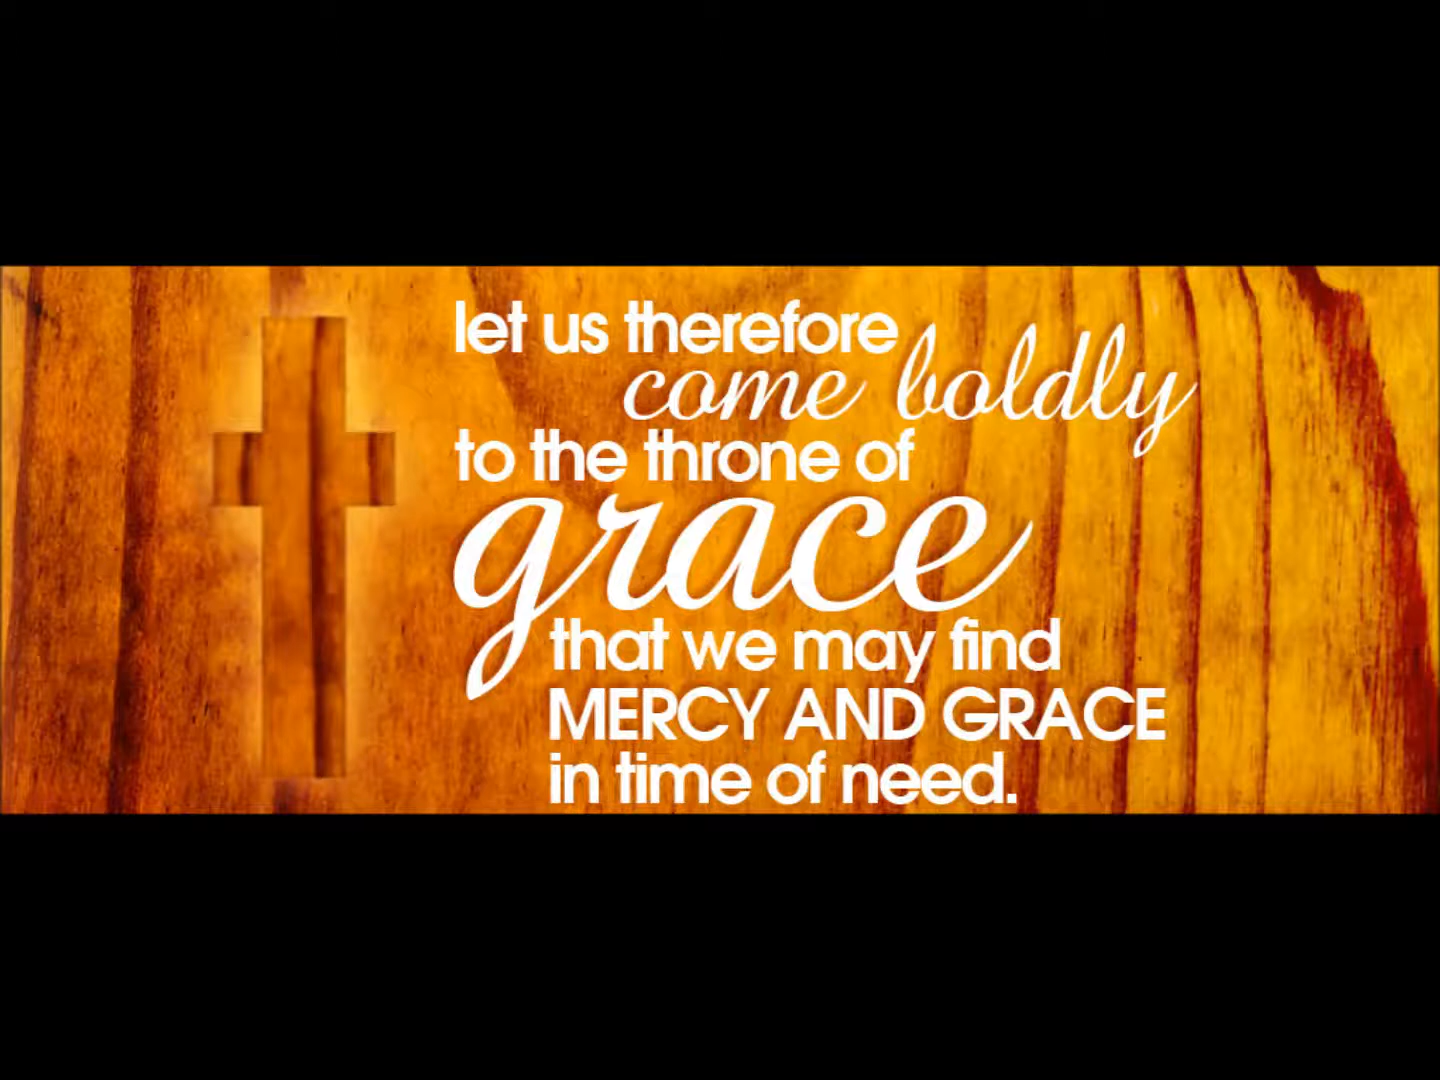 let us therefore
come boldly
to the throne of
grace
that we may find
MERCY AND GRACE
in time of need.